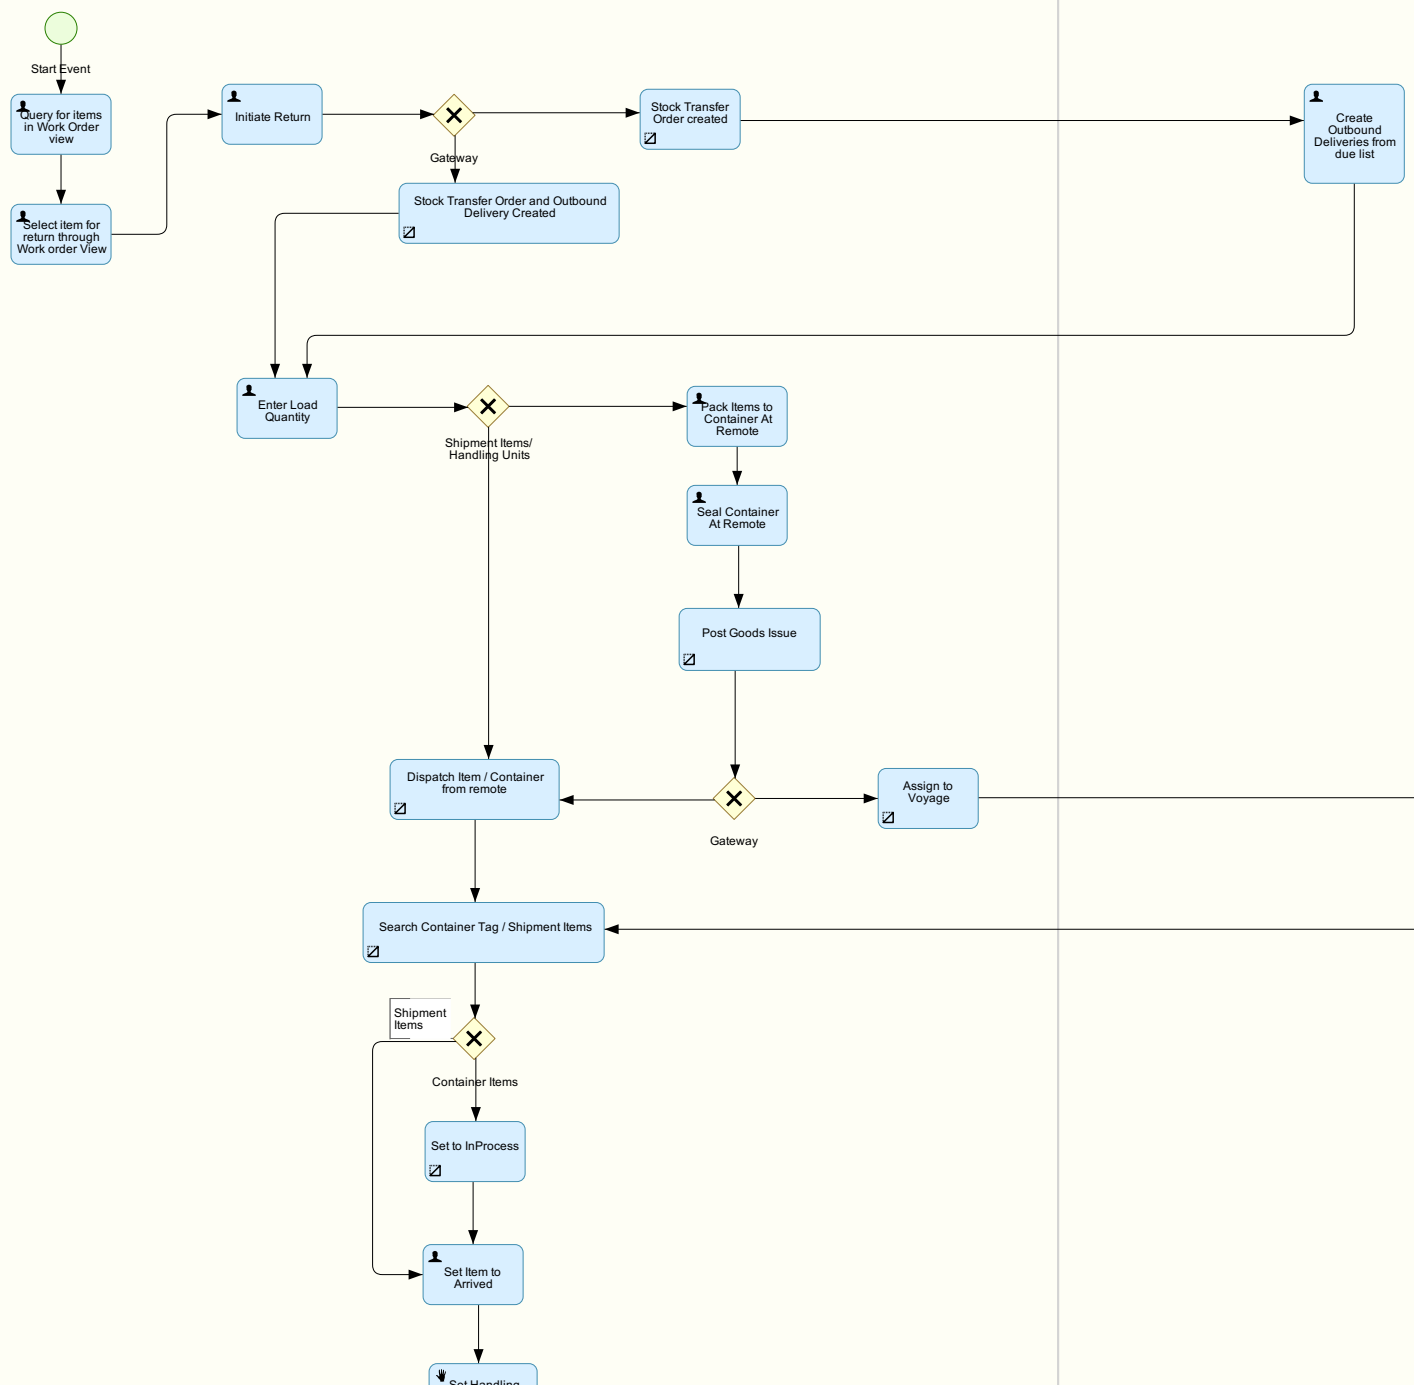 Start Event
Query for items
in Work Order
view
Select item for
return through
Work order View
Initiate Return
Gateway
Stock Transfer
Order created
Create
Outbound
Deliveries from
due list
Stock Transfer Order and Outbound
Delivery Created
Enter Load
Quantity
Shipment Items/
Handling Units
Pack Items to
Container At
Remote
Seal Container
At Remote
Post Goods Issue
Dispatch Item / Container
from remote
Gateway
Assign to
Voyage
Search Container Tag / Shipment Items
Shipment
Items
Container Items
Set to InProcess
Set Item to
Arrived
Set Handling